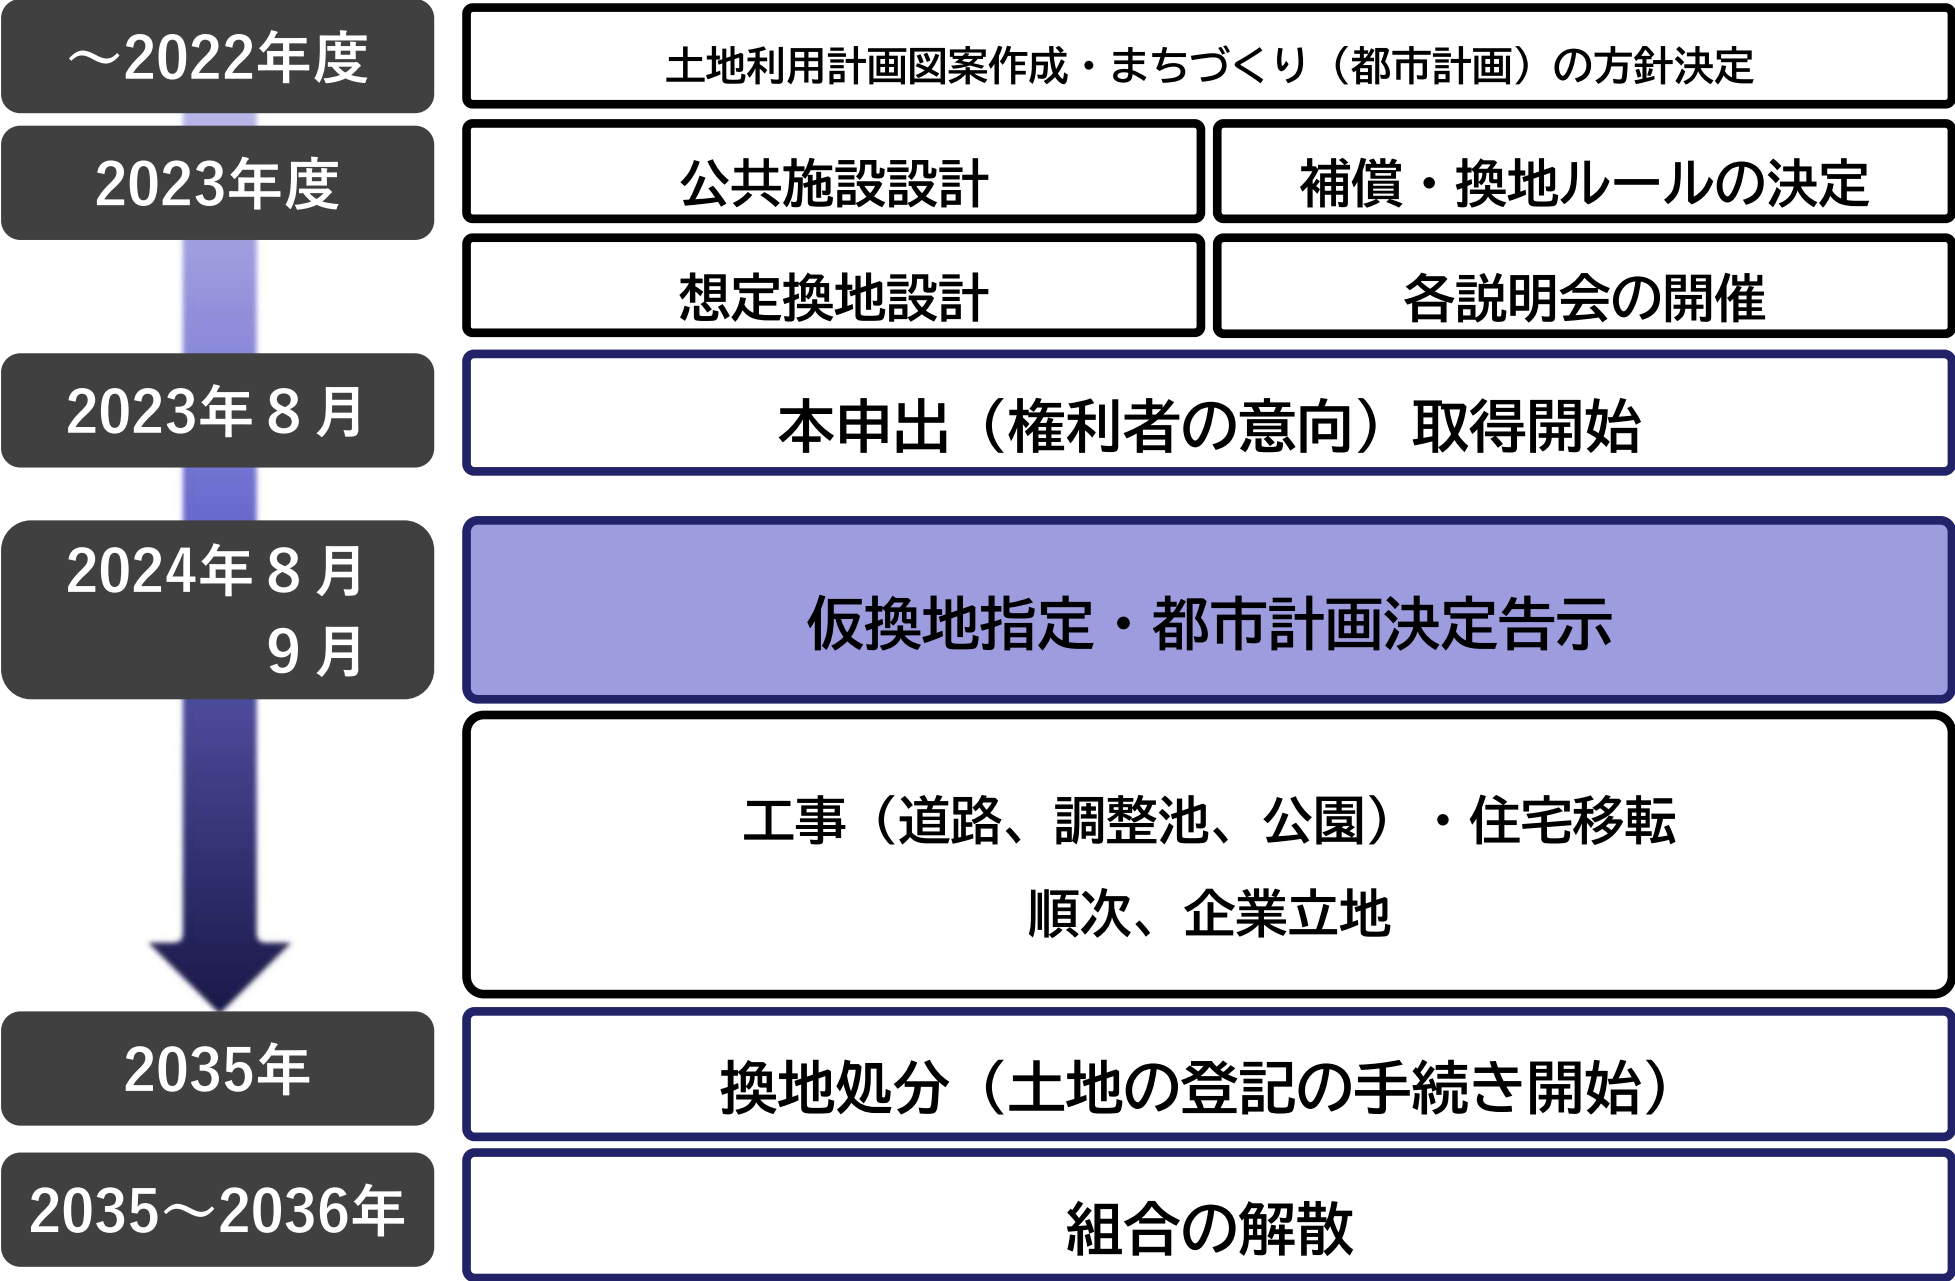 ～2022年度
土地利用計画図案作成・まちづくり（都市計画）の方針決定
2023年度
公共施設設計
補償・換地ルールの決定
想定換地設計
各説明会の開催
2023年８月
本申出（権利者の意向）取得開始
2024年８月
９月
仮換地指定・都市計画決定告示
工事（道路、調整池、公園）・住宅移転
順次、企業立地
2035年
換地処分（土地の登記の手続き開始）
2035～2036年
組合の解散